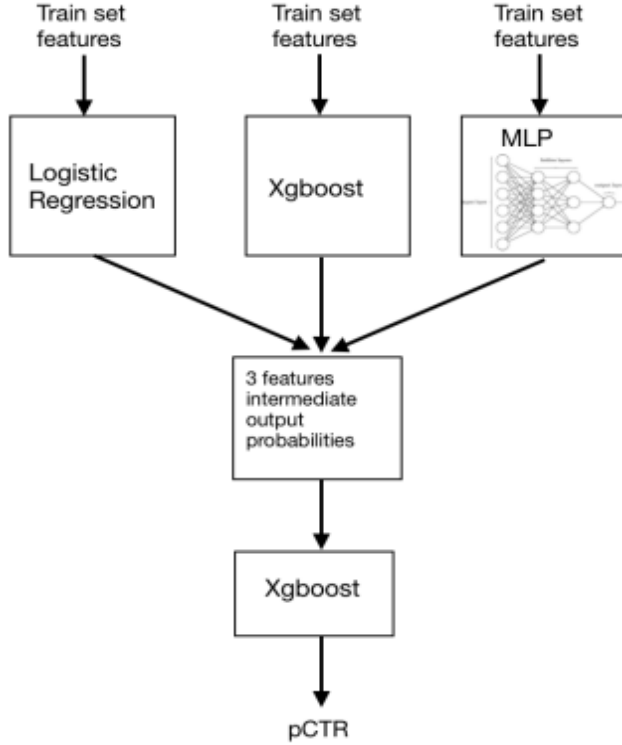 Train set
features
Train set
features
Train set
features
Logistic
Regression
Xgboost
MLP
3 features
intermediate
output
probabilities
Xgboost
pCTR